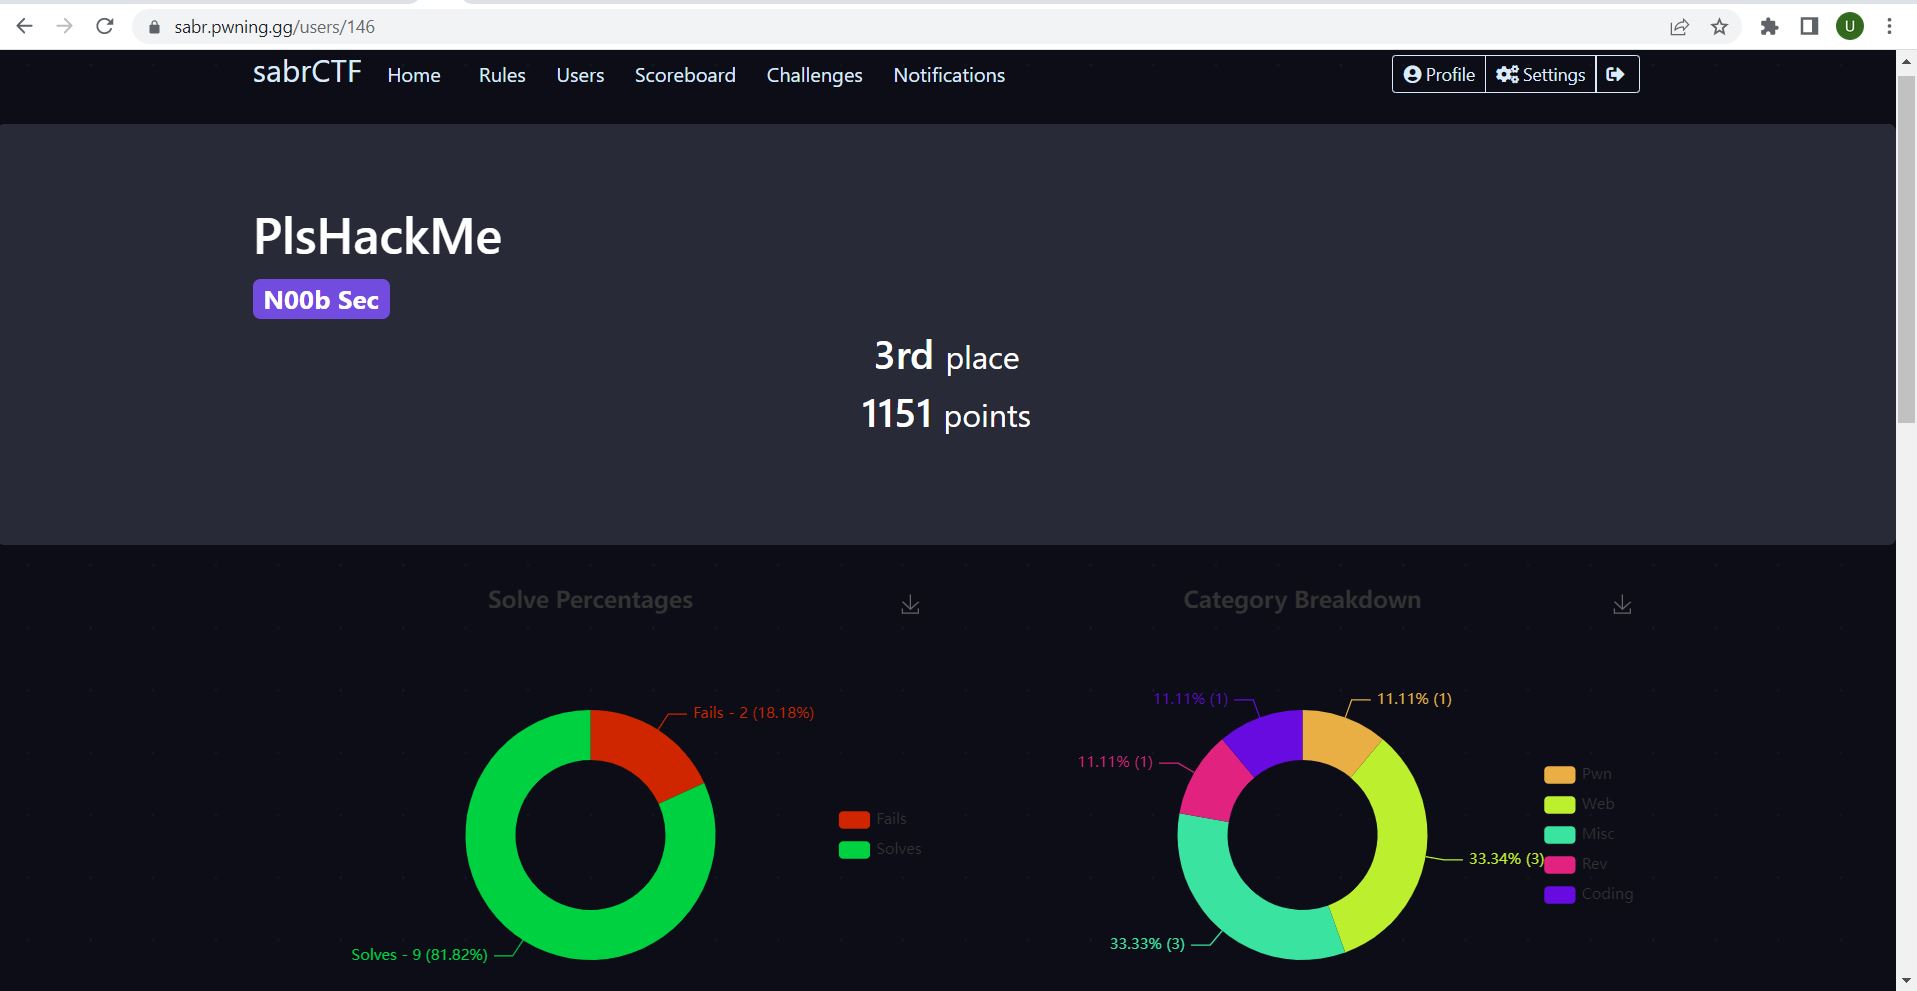 sabr.pwning.gg/users/146
U
sabrCTF Home Rules Users Scoreboard Challenges Notifications Profile Settings
PlsHackMe
N00b Sec
3rd place
1151 points
Solve Percentages
Fails - 2 (18.18%)
Fails
Solves
Solves - 9 (81.82%)
Category Breakdown
11.11% (1)
11.11% (1)
11.11% (1)
33.34% (3)
33.33% (3)
Pwn
Web
Misc
Rev
Coding